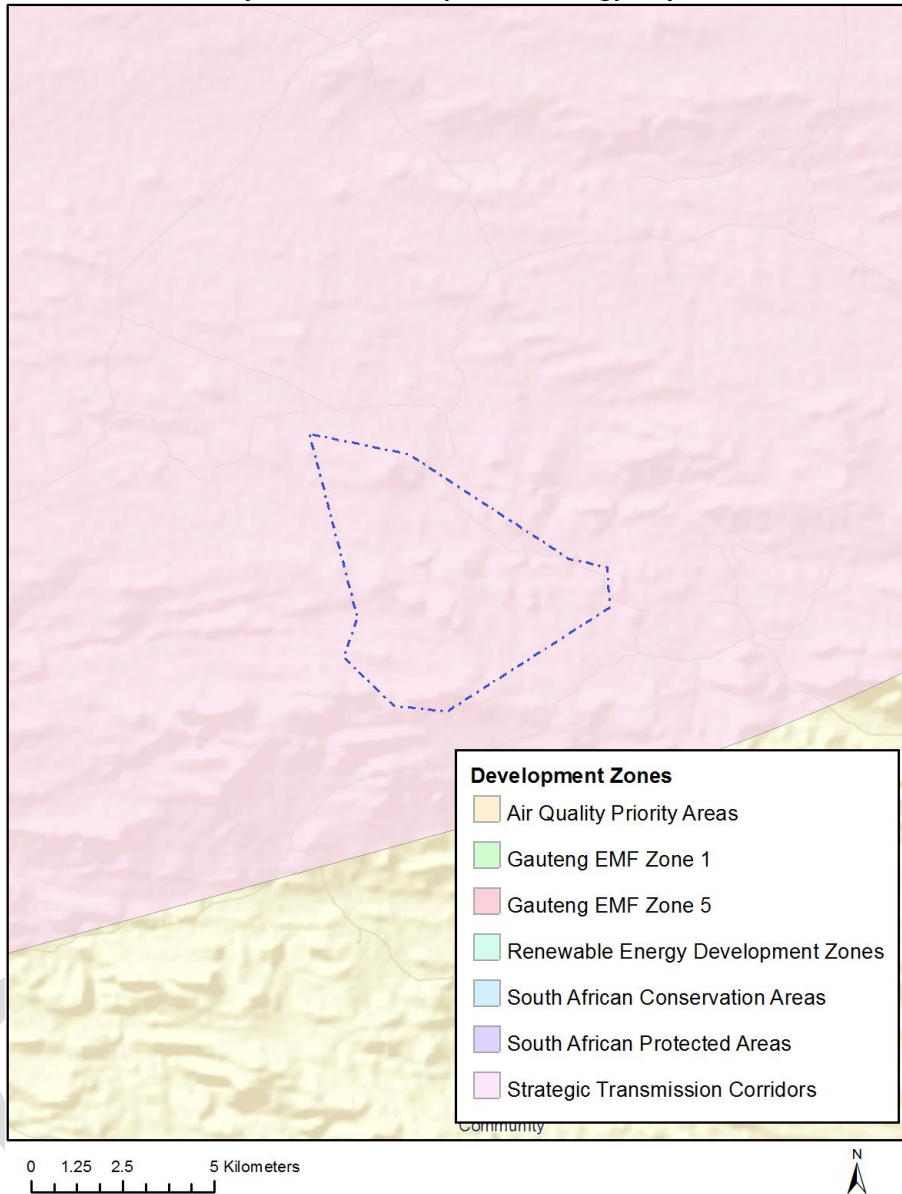 Development Zones
Air Quality Priority Areas
Gauteng EMF Zone 1
Gauteng EMF Zone 5
Renewable Energy Development Zones
South African Conservation Areas
South African Protected Areas
Strategic Transmission Corridors
Community
0 1.25 2.5 5 Kilometers
N